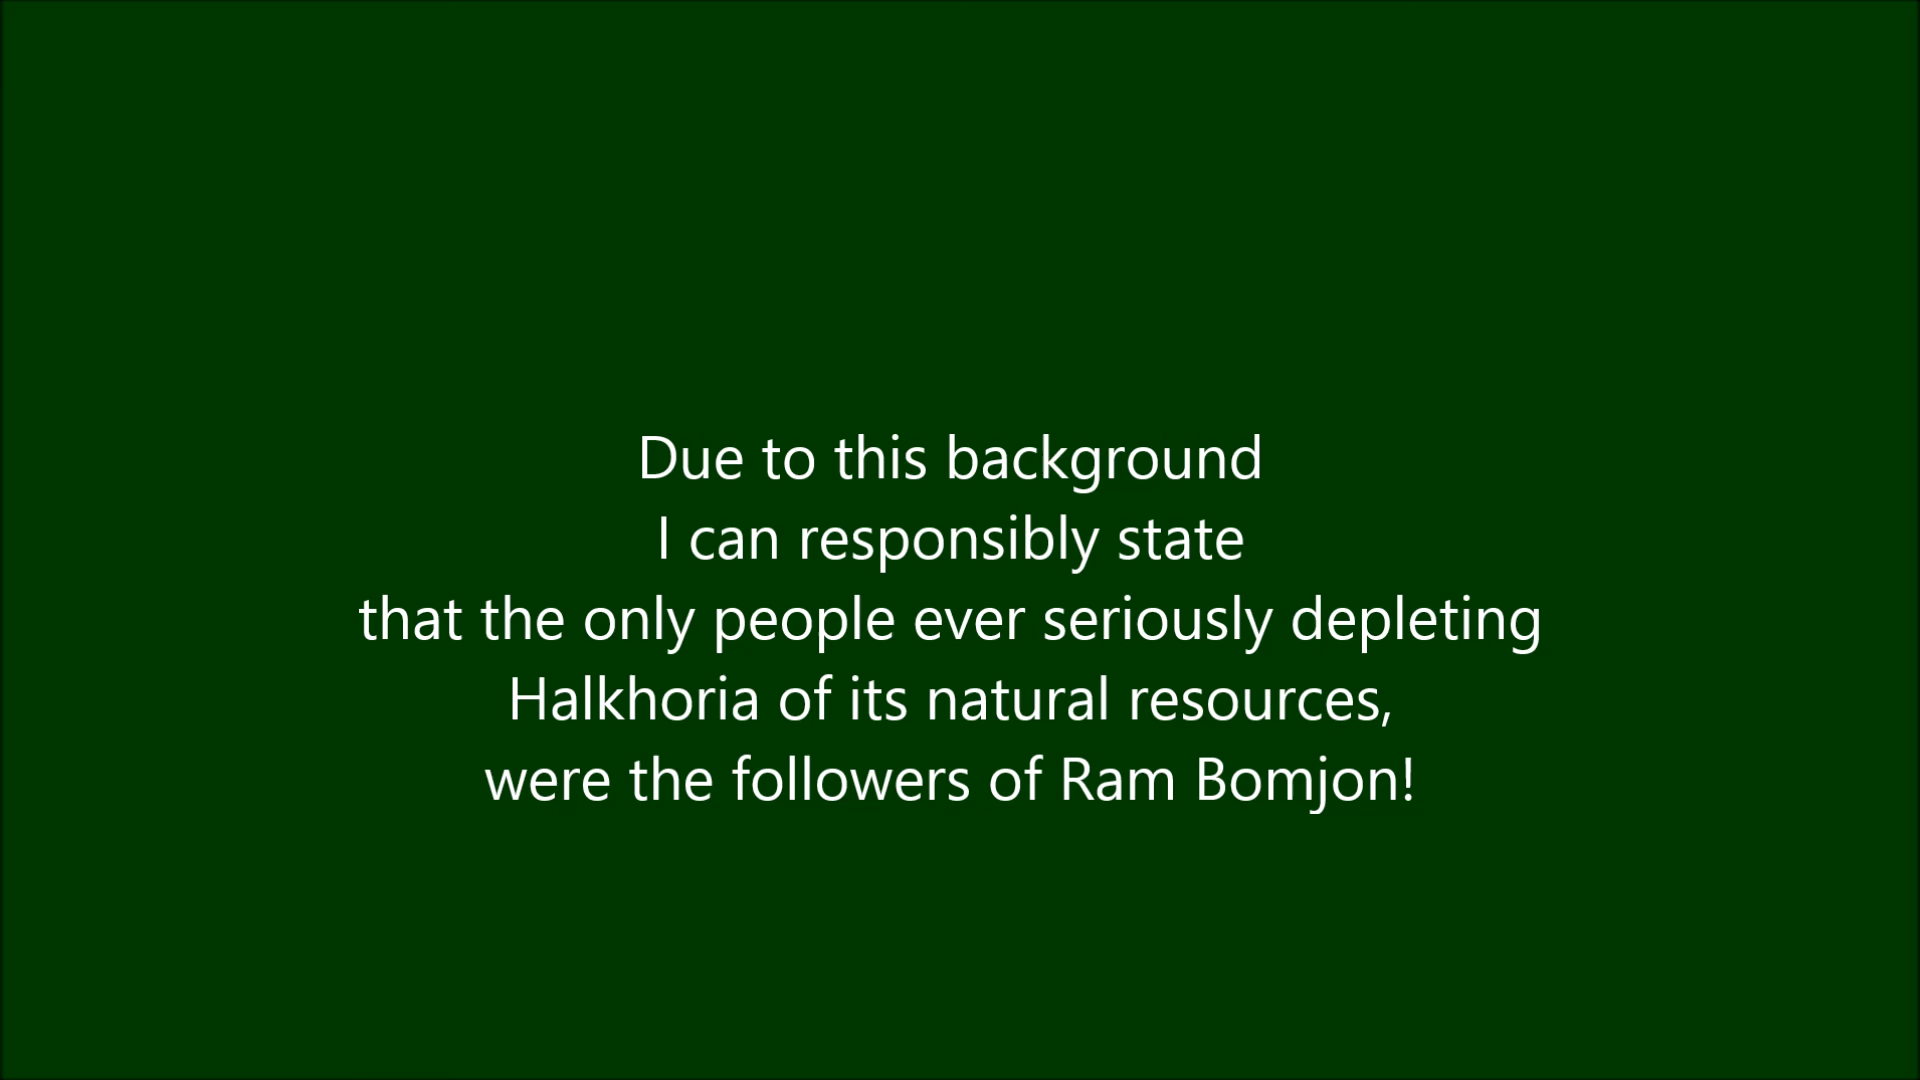 Due to this background
I can responsibly state
that the only people ever seriously depleting
Halkhoria of its natural resources,
were the followers of Ram Bomjon!